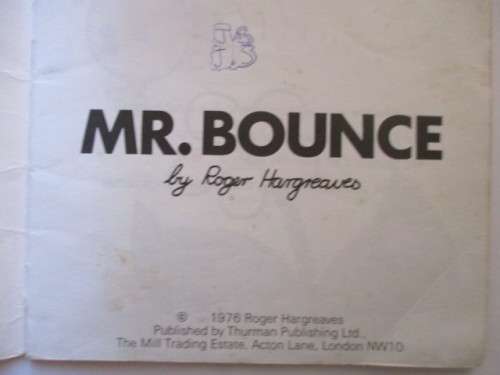 MR. BOUNCE
by Roger Hargreaves
© 1976 Roger Hargreaves
Published by Thurman Publishing Ltd.,
The Mill Trading Estate, Acton Lane, London NW10